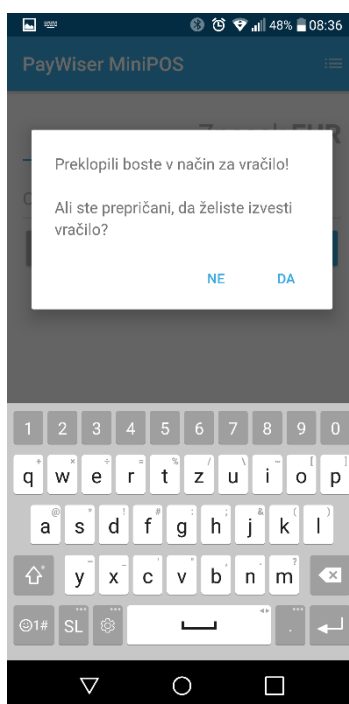 48% 08:36
PayWiser MiniPOS
EUR
Preklopili boste v način za vračilo!
Ali ste prepričani, da želiste izvesti
vračilo?
NE DA
1 2 3 4 5 6 7 8 9 0
q w e r t z u i o p
a s d f g h j k l
y x c v b n m
1# SL .